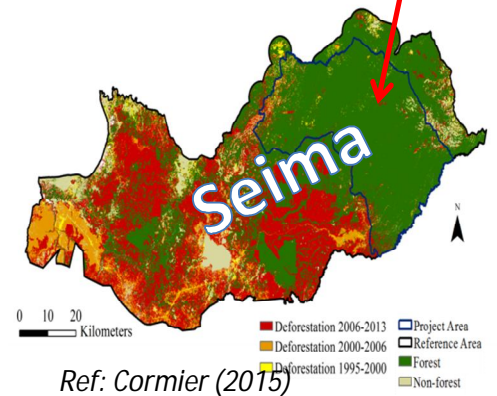 Seima
N
0 10 20
Kilometers
Deforestation 2006-2013
Deforestation 2000-2006
Deforestation 1995-2000
Project Area
Reference Area
Forest
Non-forest
Ref: Cormier (2015)